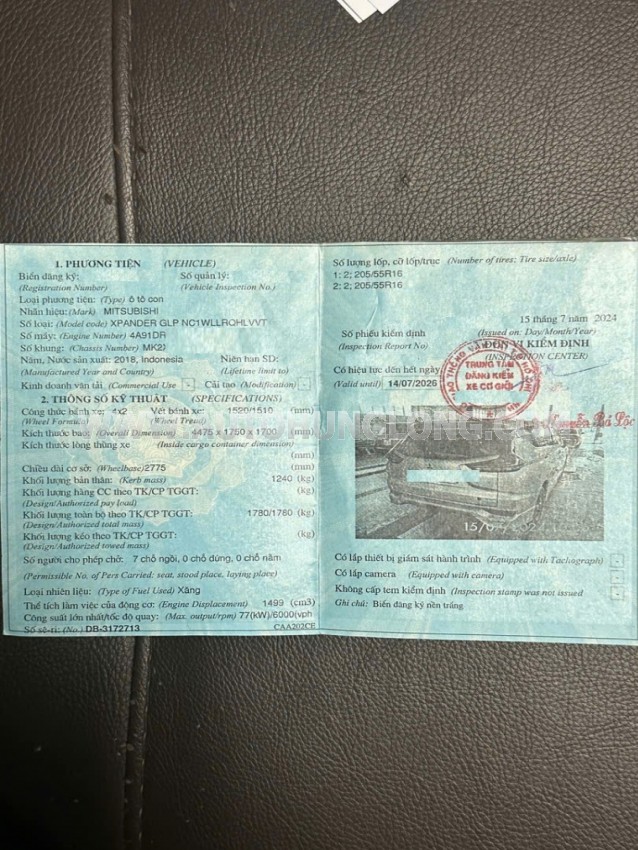 1. PHƯƠNG TIỆN (VEHICLE)
Biển đăng ký: Số quản lý:
(Registration Number) (Vehicle Inspection No.)
Loại phương tiện: (Type) ô tô con
Nhãn hiệu: (Mark) MITSUBISHI
Số loại: (Model code) XPANDER GLP NC1WLLRQHLVVT
Số máy: (Engine Number) 4A91DR
Số khung: (Chassis Number) MK2J
Năm, Nước sản xuất: 2018, Indonesia Niên hạn SD:
(Manufactured Year and Country) (Lifetime limit to)
Kinh doanh vận tải (Commercial Use) - Cải tạo (Modification) -
2. THÔNG SỐ KỸ THUẬT (SPECIFICATIONS)
Công thức bánh xe: 4x2 Vết bánh xe: 1520/1510 (mm)
(Wheel Formula) (Wheel Tread)
Kích thước bao: (Overall Dimension) 4475 x 1750 x 1700 (mm)
Kích thước lòng thùng xe (Inside cargo container dimension)
(mm)
Chiều dài cơ sở: (Wheelbase) 2775 (mm)
Khối lượng bản thân: (Kerb mass) 1240 (kg)
Khối lượng hàng CC theo TK/CP TGGT: (kg)
(Design/Authorized pay load)
Khối lượng toàn bộ theo TK/CP TGGT: 1780/1780 (kg)
(Design/Authorized total mass)
Khối lượng kéo theo TK/CP TGGT: (kg)
(Design/Authorized towed mass)
Số người cho phép chở: 7 chỗ ngồi, 0 chỗ đứng, 0 chỗ nằm
(Permissible No. of Pers Carried: seat, stood place, laying place)
Loại nhiên liệu: (Type of Fuel Used) Xăng
Thể tích làm việc của động cơ: (Engine Displacement) 1499 (cm3)
Công suất lớn nhất/tốc độ quay: (Max. output/rpm) 77(kW)/6000(vph
Số sê-ri: (No.) DB-3172713 CAA202CE
Số lượng lốp, cỡ lốp/trục (Number of tires: Tire size/axle)
1: 2; 205/55R16
2: 2; 205/55R16
15 tháng 7 năm 2024
Số phiếu kiểm định (Issued on: Day/Month/Year)
(Inspection Report No) ĐƠN VỊ KIỂM ĐỊNH
(INSPECTION CENTER)
Có hiệu lực đến hết ngày
(Valid until) 14/07/2026
TRUNG TÂM
ĐĂNG KIỂM
XE CƠ GIỚI
Nguyễn Bá Lộc
Có lắp thiết bị giám sát hành trình (Equipped with Tachograph) -
Có lắp camera (Equipped with camera) -
Không cấp tem kiểm định (Inspection stamp was not issued -
Ghi chú: Biển đăng ký nền trắng